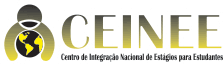 CEINEE
Centro de Integração Nacional de Estágios para Estudantes